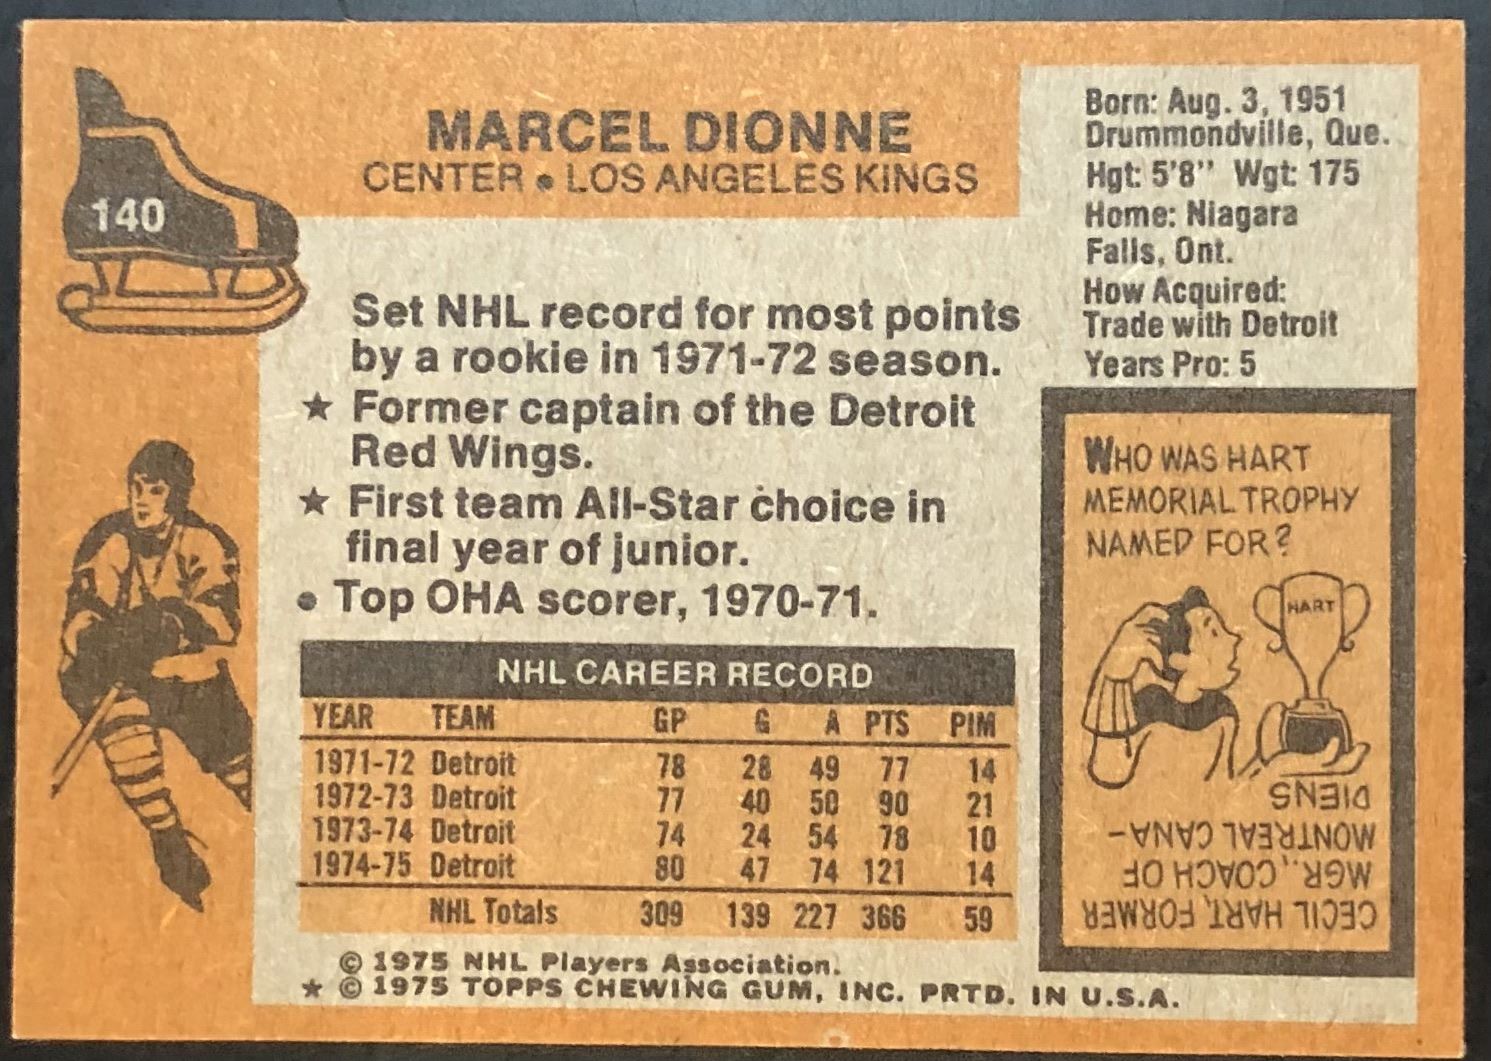 140
MARCEL DIONNE
CENTER • LOS ANGELES KINGS
Born: Aug. 3, 1951
Drummondville, Que.
Hgt: 5'8" Wgt: 175
Home: Niagara
Falls, Ont.
How Acquired:
Trade with Detroit
Years Pro: 5
Set NHL record for most points
by a rookie in 1971-72 season.
★ Former captain of the Detroit
Red Wings.
★ First team All-Star choice in
final year of junior.
• Top OHA scorer, 1970-71.
NHL CAREER RECORD
YEAR TEAM GP G A PTS PIM
1971-72 Detroit 78 28 49 77 14
1972-73 Detroit 77 40 50 90 21
1973-74 Detroit 74 24 54 78 10
1974-75 Detroit 80 47 74 121 14
NHL Totals 309 139 227 366 59
WHO WAS HART
MEMORIAL TROPHY
NAMED FOR?
HART
CECIL HART, FORMER
MGR., COACH OF
MONTREAL CANA-
DIENS
© 1975 NHL Players Association.
★ © 1975 TOPPS CHEWING GUM, INC. PRTD. IN U.S.A.